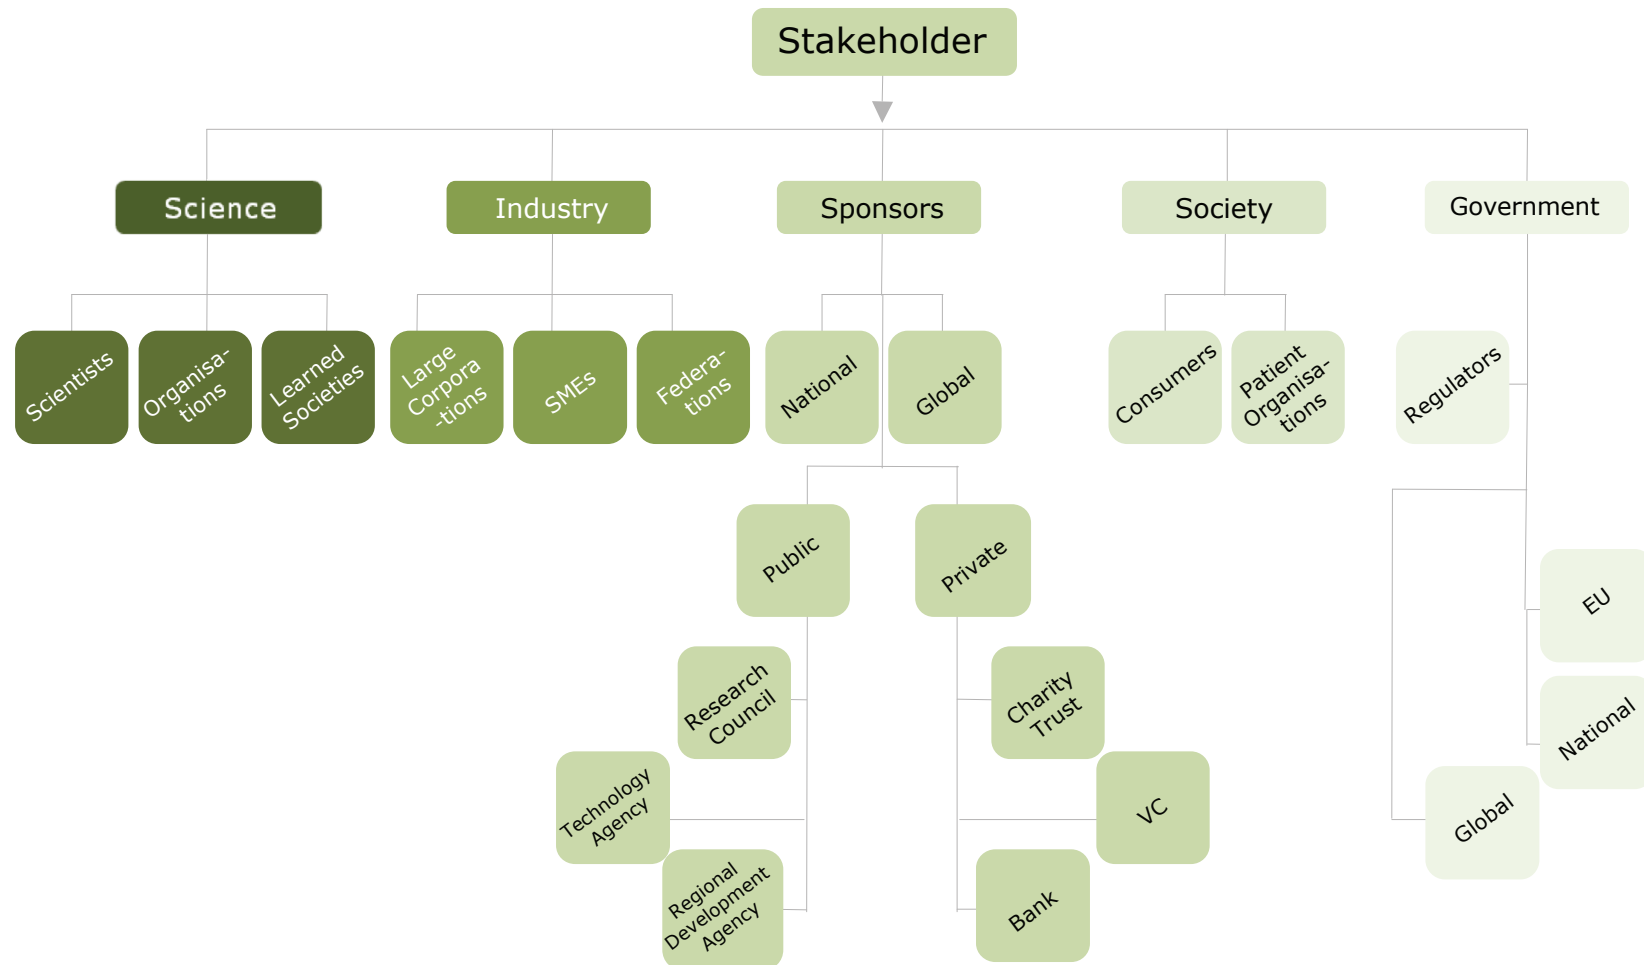 Stakeholder
Science
Industry
Sponsors
Society
Government
Scientists
Organisa-
tions
Learned
Societies
Large
Corpora
-tions
SMEs
Federa-
tions
National
Global
Consumers
Patient
Organisa-
tions
Regulators
Public
Private
EU
Research
Council
Charity
Trust
National
Technology
Agency
VC
Global
Regional
Development
Agency
Bank